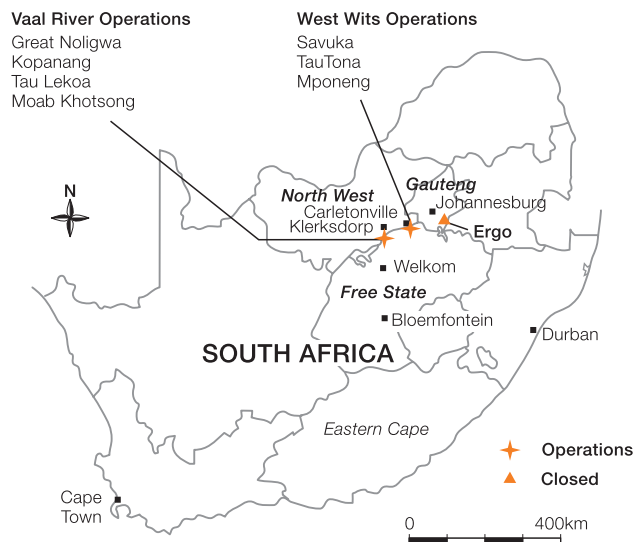 Vaal River Operations
Great Noligwa
Kopanang
Tau Lekoa
Moab Khotsong
West Wits Operations
Savuka
TauTona
Mponeng
N
North West
Gauteng
Carletonville
Johannesburg
Klerksdorp
Ergo
Welkom
Free State
Bloemfontein
Durban
SOUTH AFRICA
Eastern Cape
Operations
Closed
Cape
Town
0
400km